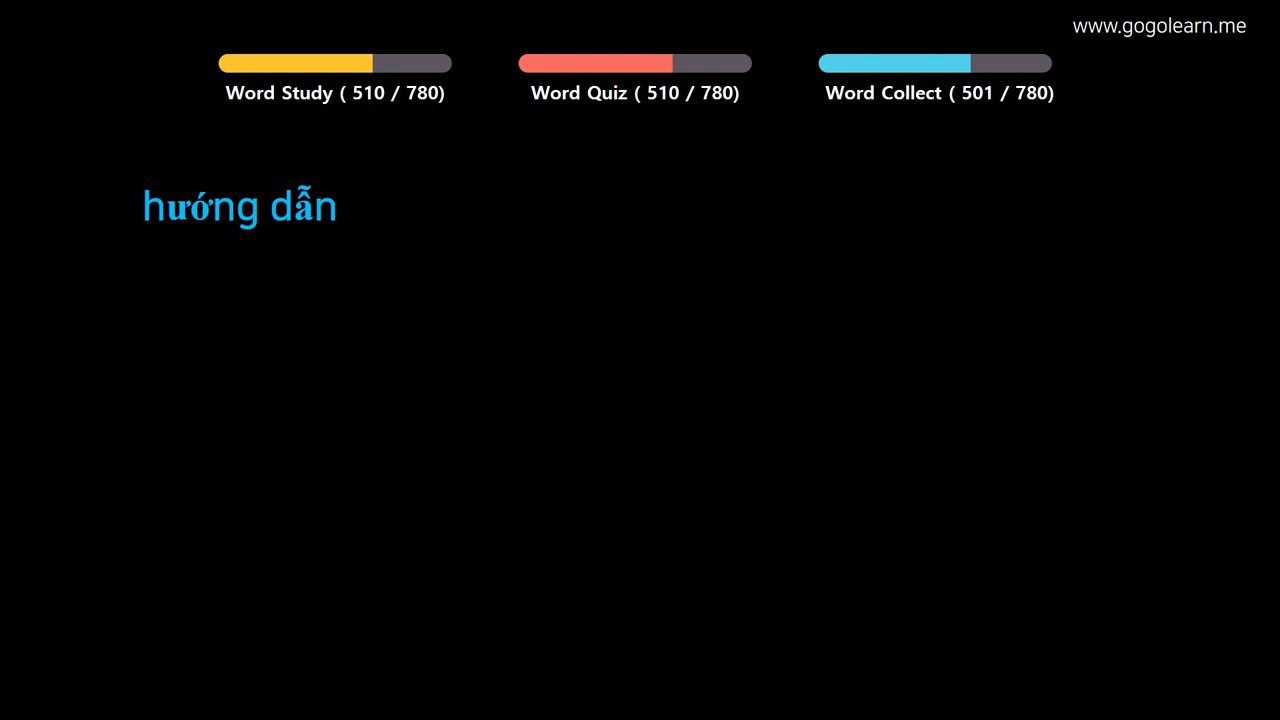 www.gogolearn.me
Word Study ( 510 / 780)
Word Quiz ( 510 / 780)
Word Collect ( 501 / 780)
hướng dẫn